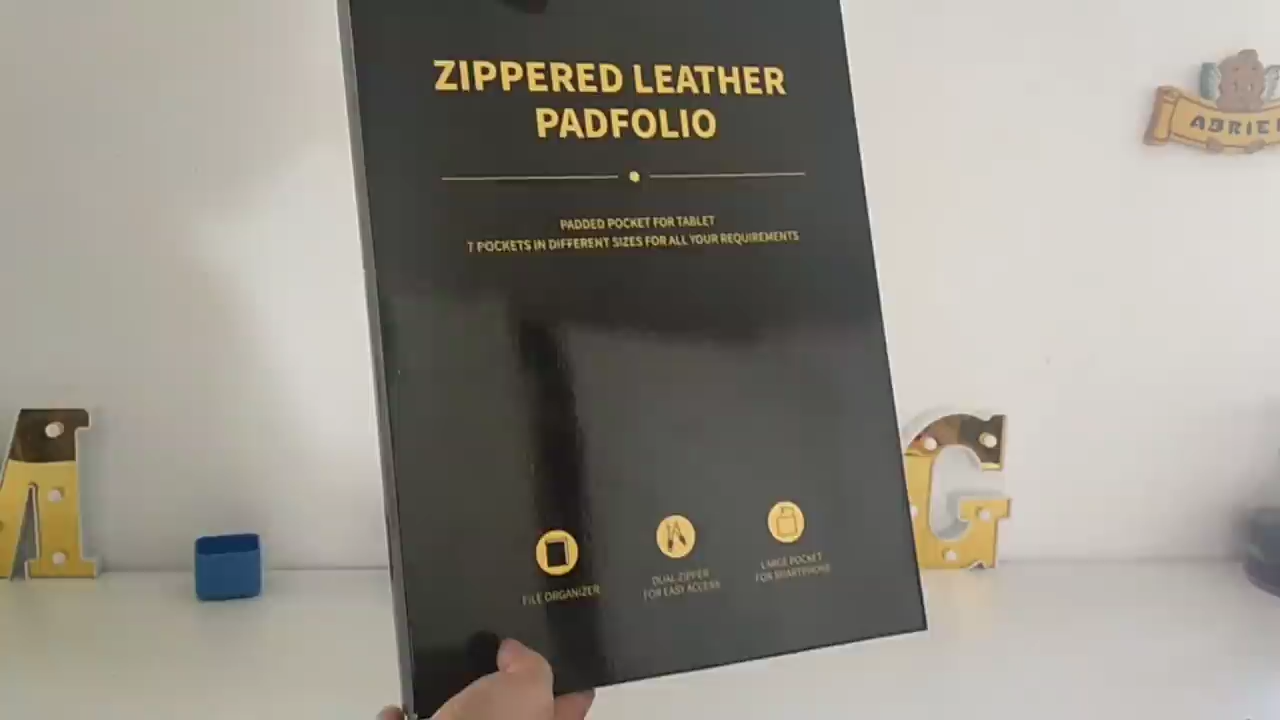 ZIPPERED LEATHER
PADFOLIO
PADDED POCKET FOR TABLET
7 POCKETS IN DIFFERENT SIZES FOR ALL YOUR REQUIREMENTS
FILE ORGANIZER
DUAL-ZIPPER
FOR EASY ACCESS
LARGE POCKET
FOR SMARTPHONE
ABRIE
G